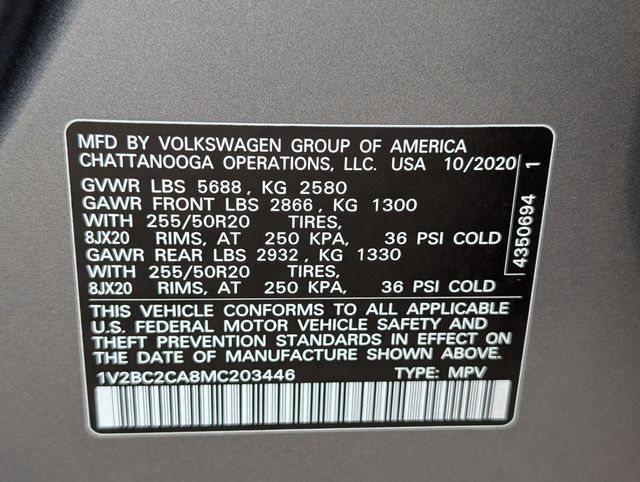 MFD BY VOLKSWAGEN GROUP OF AMERICA
CHATTANOOGA OPERATIONS, LLC. USA 10/2020
GVWR LBS 5688, KG 2580
GAWR FRONT LBS 2866, KG 1300
WITH 255/50R20 TIRES,
8JX20 RIMS, AT 250 KPA, 36 PSI COLD
GAWR REAR LBS 2932, KG 1330
WITH 255/50R20 TIRES,
8JX20 RIMS, AT 250 KPA, 36 PSI COLD
THIS VEHICLE CONFORMS TO ALL APPLICABLE
U.S. FEDERAL MOTOR VEHICLE SAFETY AND
THEFT PREVENTION STANDARDS IN EFFECT ON
THE DATE OF MANUFACTURE SHOWN ABOVE
1V2BC2CA8MC203446 TYPE: MPV
4350694 1